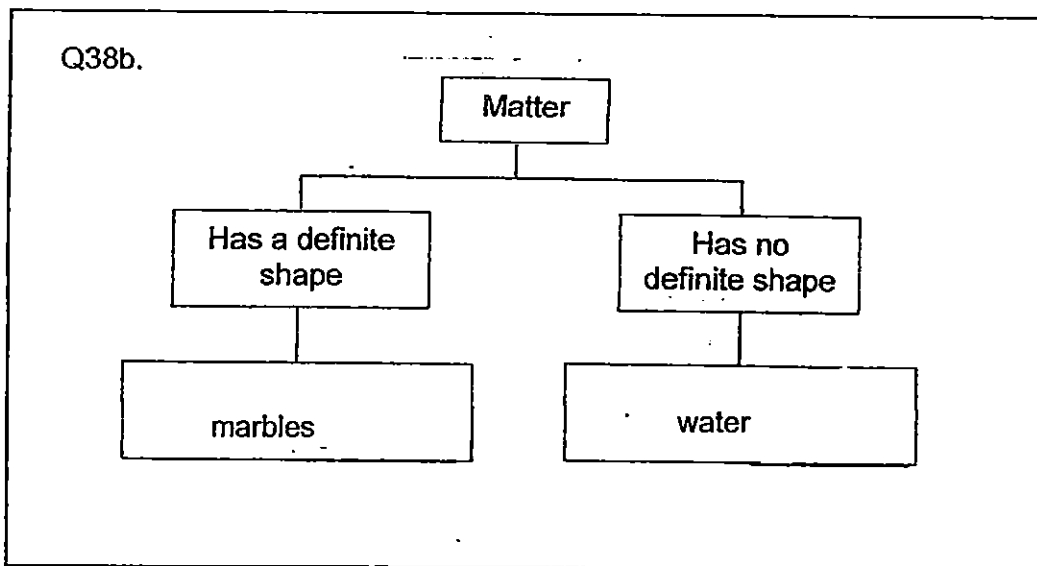 Q38b.
Matter
Has a definite
shape
Has no
definite shape
marbles
water